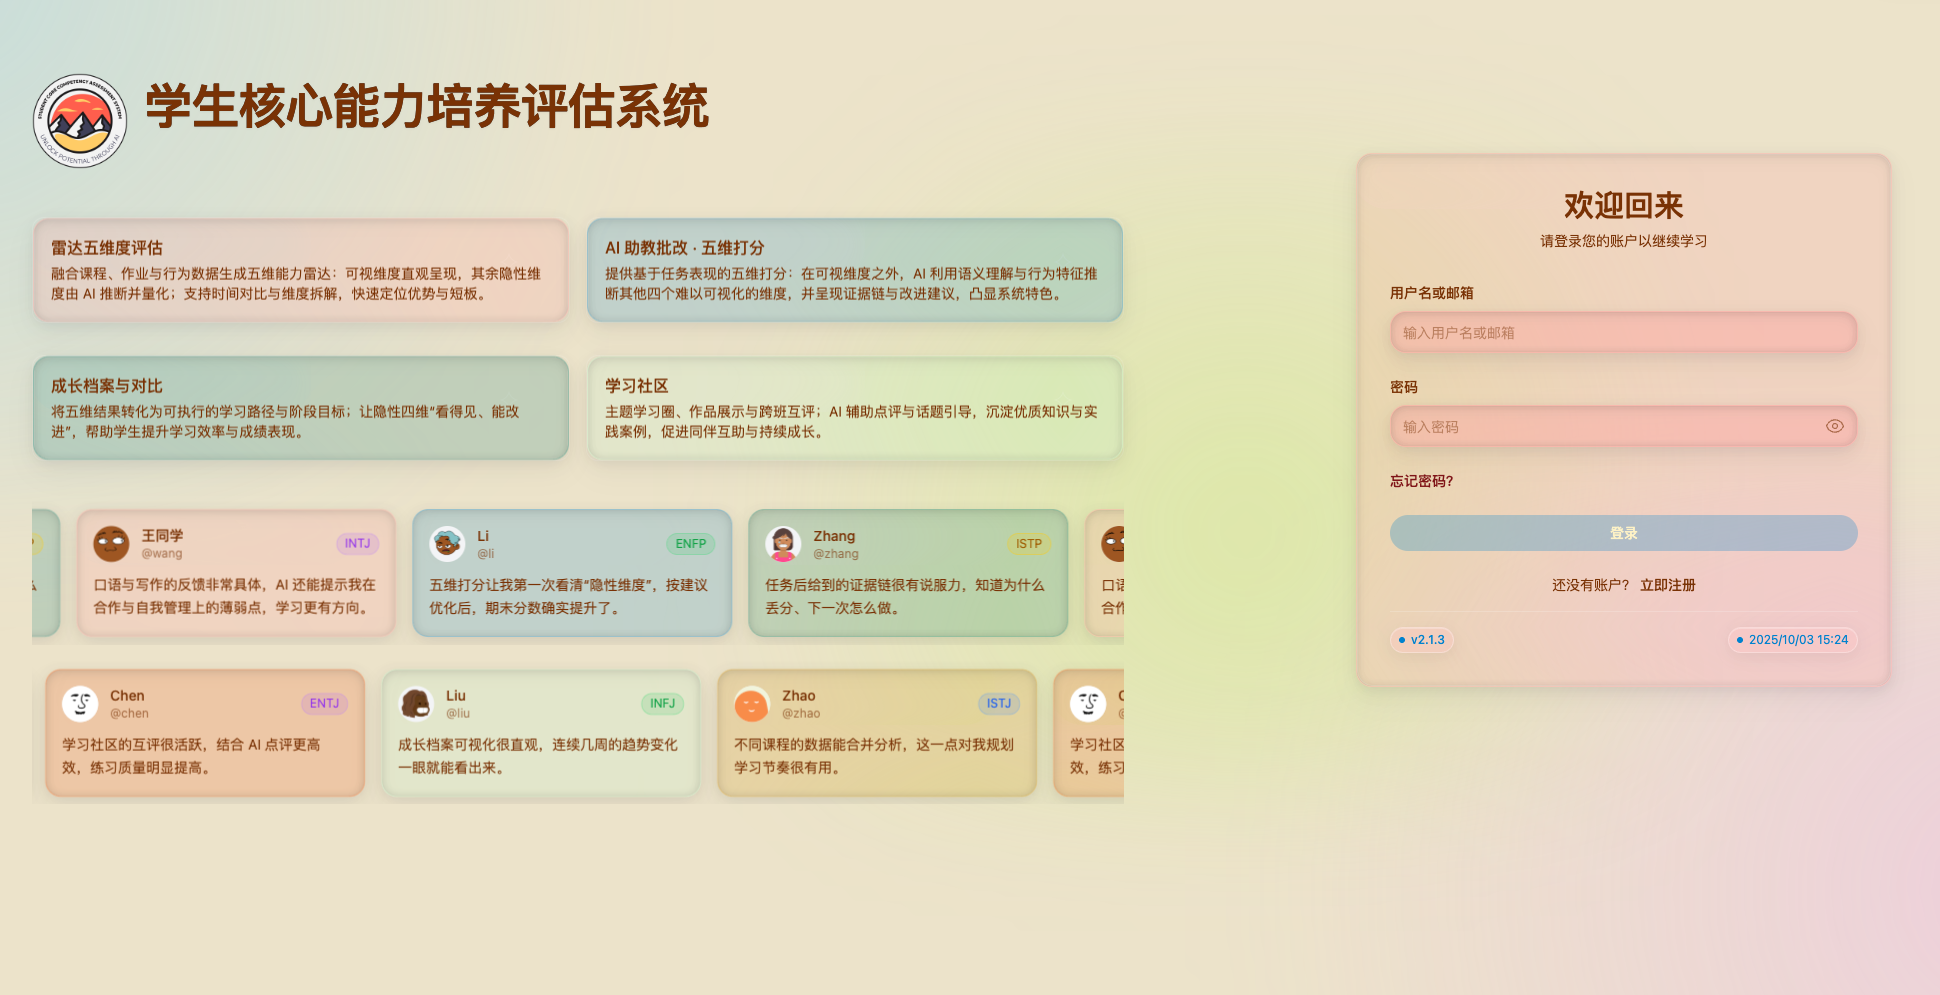 STUDENT CORE COMPETENCY ASSESSMENT SYSTEM
UNLOCK POTENTIAL THROUGH AI
学生核心能力培养评估系统
雷达五维度评估
融合课程、作业与行为数据生成五维能力雷达：可视维度直观呈现，其余隐性维
度由 AI 推断并量化；支持时间对比与维度拆解，快速定位优势与短板。
AI 助教批改 · 五维打分
提供基于任务表现的五维打分：在可视维度之外，AI 利用语义理解与行为特征推
断其他四个难以可视化的维度，并呈现证据链与改进建议，凸显系统特色。
成长档案与对比
将五维结果转化为可执行的学习路径与阶段目标；让隐性四维“看得见、能改
进”，帮助学生提升学习效率与成绩表现。
学习社区
主题学习圈、作品展示与跨班互评；AI 辅助点评与话题引导，沉淀优质知识与实
践案例，促进同伴互助与持续成长。
王同学
@wang
INTJ
口语与写作的反馈非常具体，AI 还能提示我在
合作与自我管理上的薄弱点，学习更有方向。
Li
@li
ENFP
五维打分让我第一次看清“隐性维度”，按建议
优化后，期末分数确实提升了。
Zhang
@zhang
ISTP
任务后给到的证据链很有说服力，知道为什么
丢分、下一次怎么做。
口语
合作
Chen
@chen
ENTJ
学习社区的互评很活跃，结合 AI 点评更高
效，练习质量明显提高。
Liu
@liu
INFJ
成长档案可视化很直观，连续几周的趋势变化
一眼就能看出来。
Zhao
@zhao
ISTJ
不同课程的数据能合并分析，这一点对我规划
学习节奏很有用。
学习社区
效，练习
欢迎回来
请登录您的账户以继续学习
用户名或邮箱
输入用户名或邮箱
密码
输入密码
忘记密码?
登录
还没有账户? 立即注册
v2.1.3
2025/10/03 15:24